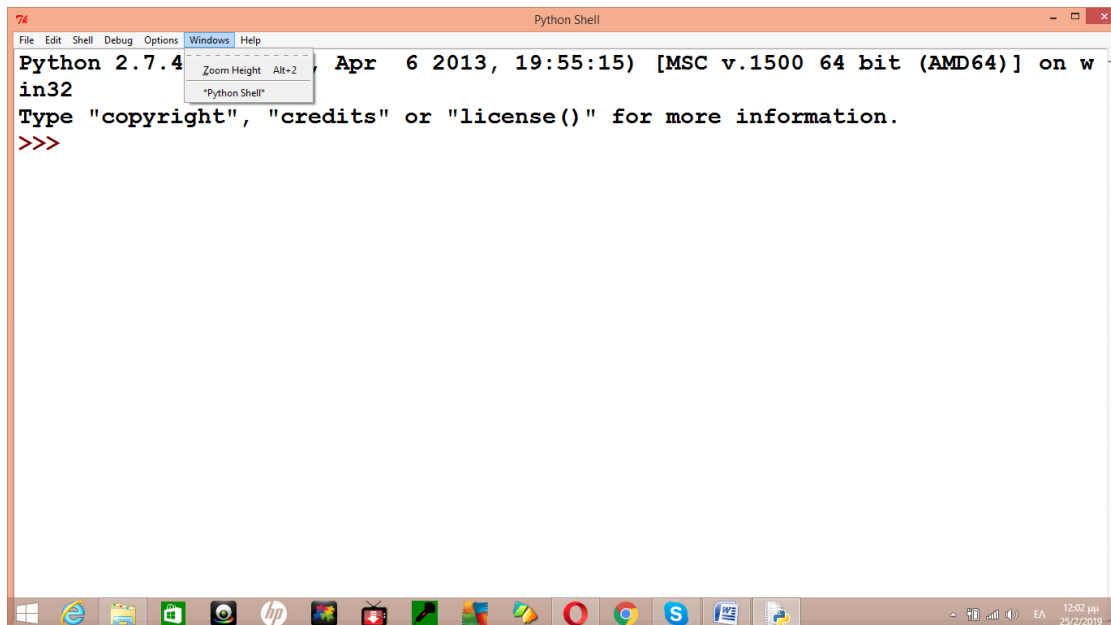 Python Shell
File Edit Shell Debug Options Windows Help
Zoom Height Alt+2
*Python Shell*
Python 2.7.4 , Apr 6 2013, 19:55:15) [MSC v.1500 64 bit (AMD64)] on w
in32
Type "copyright", "credits" or "license()" for more information.
>>>
ΕΛ
12:02 μμ
25/2/2019